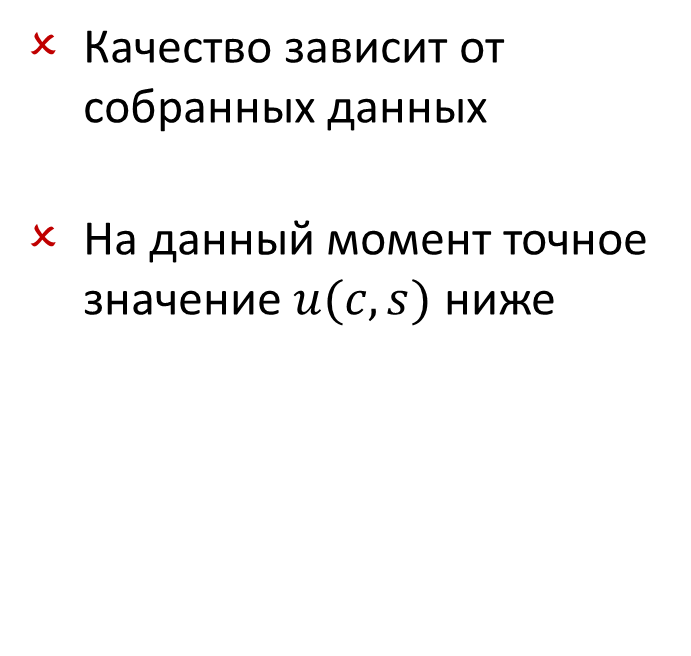 × Качество зависит от
собранных данных
× На данный момент точное
значение u(c, s) ниже